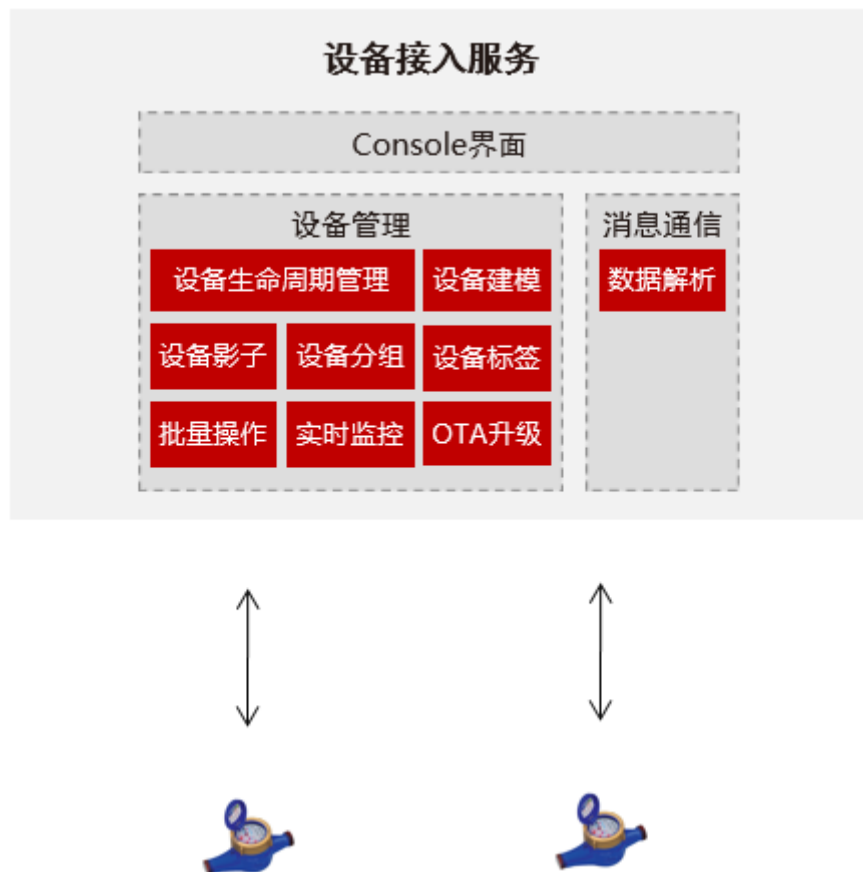 设备接入服务
Console界面
设备管理
设备生命周期管理
设备建模
设备影子
设备分组
设备标签
批量操作
实时监控
OTA升级
消息通信
数据解析